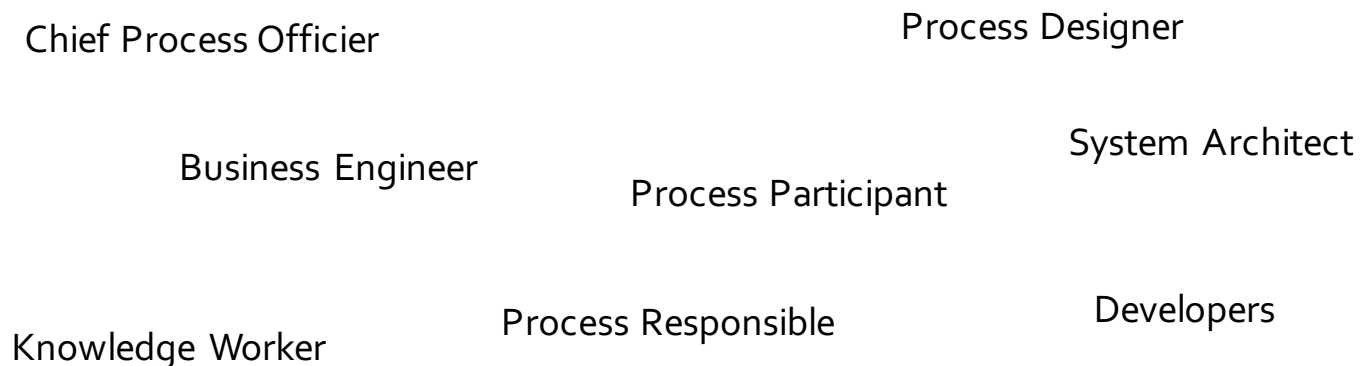 Chief Process Officier
Process Designer
System Architect
Business Engineer
Process Participant
Developers
Process Responsible
Knowledge Worker